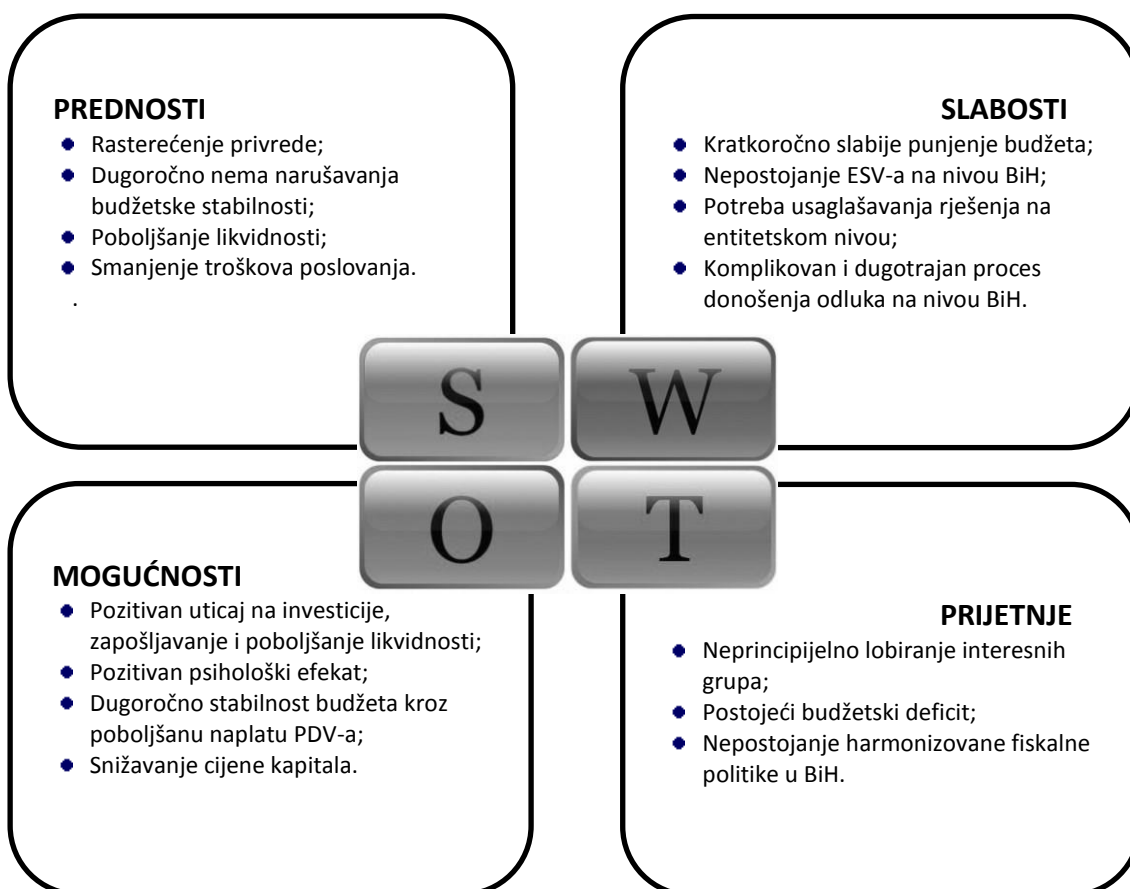 PREDNOSTI
Rasterećenje privrede;
Dugoročno nema narušavanja
budžetske stabilnosti;
Poboljšanje likvidnosti;
Smanjenje troškova poslovanja.
.
SLABOSTI
Kratkoročno slabije punjenje budžeta;
Nepostojanje ESV-a na nivou BiH;
Potreba usaglašavanja rješenja na
entitetskom nivou;
Komplikovan i dugotrajan proces
donošenja odluka na nivou BiH.
S
W
O
T
MOGUĆNOSTI
Pozitivan uticaj na investicije,
zapošljavanje i poboljšanje likvidnosti;
Pozitivan psihološki efekat;
Dugoročno stabilnost budžeta kroz
poboljšanu naplatu PDV-a;
Snižavanje cijene kapitala.
PRIJETNJE
Neprincipijelno lobiranje interesnih
grupa;
Postojeći budžetski deficit;
Nepostojanje harmonizovane fiskalne
politike u BiH.